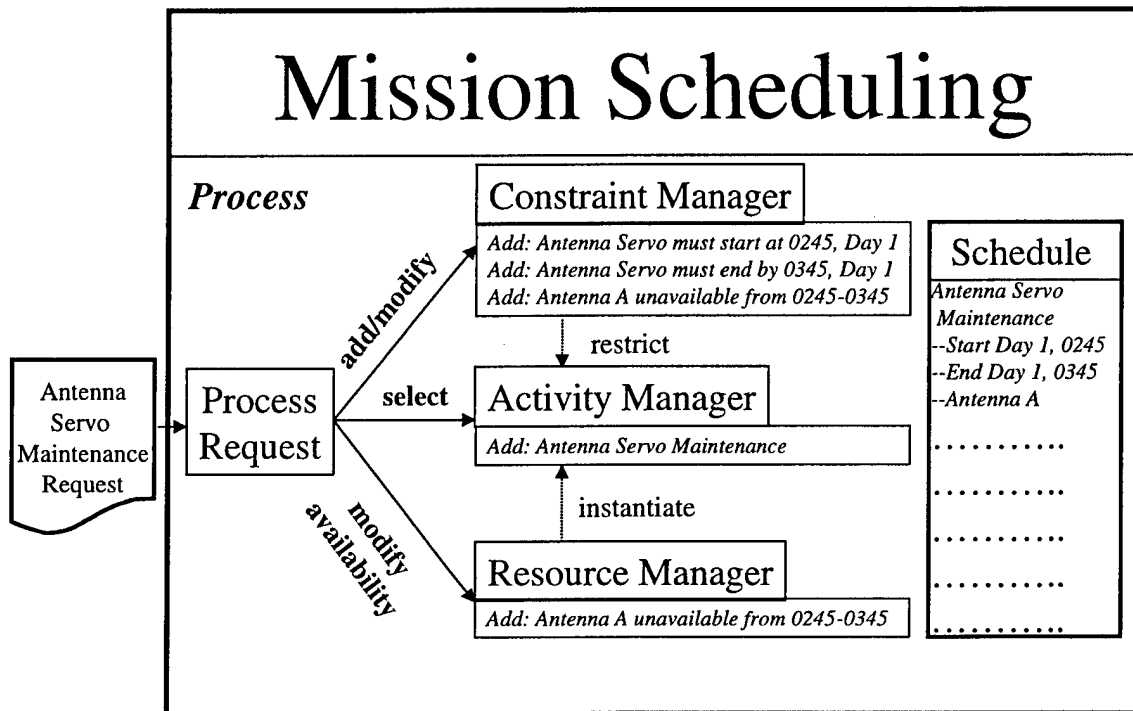 Mission Scheduling
Process
Antenna
Servo
Maintenance
Request
Process
Request
add/modify
select
modify
availability
Constraint Manager
Add: Antenna Servo must start at 0245, Day 1
Add: Antenna Servo must end by 0345, Day 1
Add: Antenna A unavailable from 0245-0345
restrict
Activity Manager
Add: Antenna Servo Maintenance
instantiate
Resource Manager
Add: Antenna A unavailable from 0245-0345
Schedule
Antenna Servo
Maintenance
--Start Day 1, 0245
--End Day 1, 0345
--Antenna A
...........
...........
...........
...........
...........